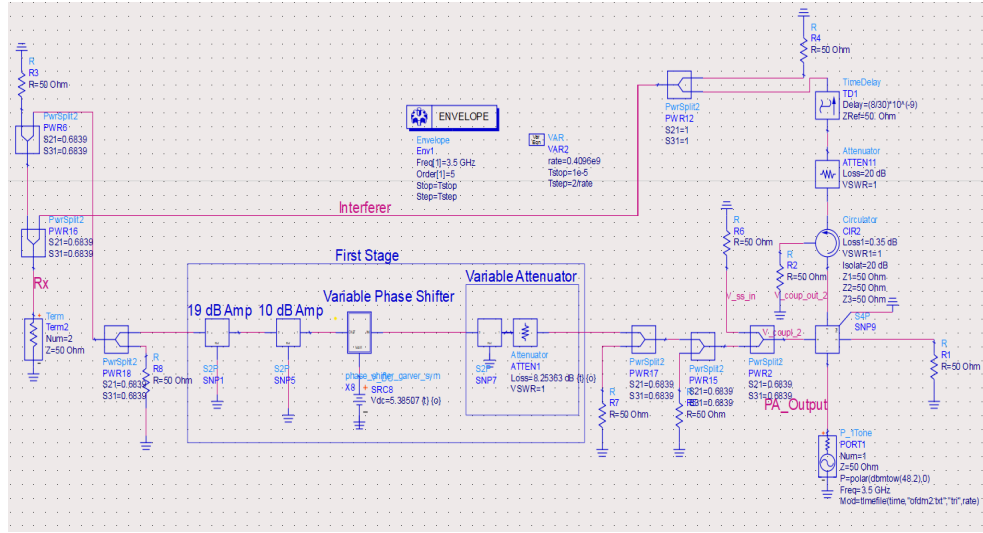 R
R3
R=50 Ohm
PwrSplit2
PWR6
S21=0.6839
S31=0.6839
PwrSplit2
PWR16
S21=0.6839
S31=0.6839
Rx
Term
Term2
Num=2
Z=50 Ohm
PwrSplit2
PWR18
S21=0.6839
S31=0.6839
R
R8
R=50 Ohm
ENVELOPE
Envelope
Env1
Freq[1]=3.5 GHz
Order[1]=5
Stop=Tstop
Step=Tstep
Var
Eqn
VAR
VAR2
rate=0.4096e9
Tstop=1e-5
Tstep=2/rate
Interferer
First Stage
19 dB Amp
10 dB Amp
Variable Phase Shifter
Variable Attenuator
S2P
SNP1
S2P
SNP5
phase_shifter_garver_sym
X8
SRC8
Vdc=5.38507 {t} {o}
S2P
SNP7
Attenuator
ATTEN1
Loss=8.25363 dB {t} {o}
VSWR=1
R
R4
R=50 Ohm
PwrSplit2
PWR12
S21=1
S31=1
TimeDelay
TD1
Delay=(8/30)*10^(-9)
ZRef=50. Ohm
Attenuator
ATTEN11
Loss=20 dB
VSWR=1
Circulator
CIR2
Loss1=0.35 dB
VSWR1=1
Isolat=20 dB
Z1=50 Ohm
Z2=50 Ohm
Z3=50 Ohm
R
R6
R=50 Ohm
R
R2
R=50 Ohm
V_ss_in
V_coup_out_2
V_coupl_2
S4P
SNP9
PwrSplit2
PWR17
S21=0.6839
S31=0.6839
R
R7
R=50 Ohm
PwrSplit2
PWR15
S21=0.6839
S31=0.6839
R
R=50 Ohm
PwrSplit2
PWR2
S21=0.6839
S31=0.6839
R
R1
R=50 Ohm
PA_Output
P_1Tone
PORT1
Num=1
Z=50 Ohm
P=polar(dbmtow(48.2),0)
Freq=3.5 GHz
Mod=timefile(time,"ofdm2.txt","tri",rate)